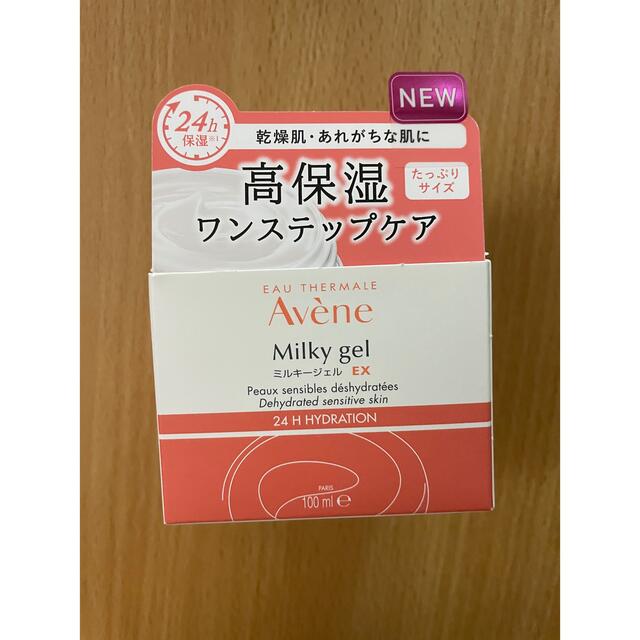 NEW
24h
保湿※1
乾燥肌・あれがちな肌に
高保湿
たっぷり
サイズ
ワンステップケア
EAU THERMALE
Avène
Milky gel
ミルキージェル EX
Peaux sensibles déshydratées
Dehydrated sensitive skin
24 H HYDRATION
PARIS
100 ml e